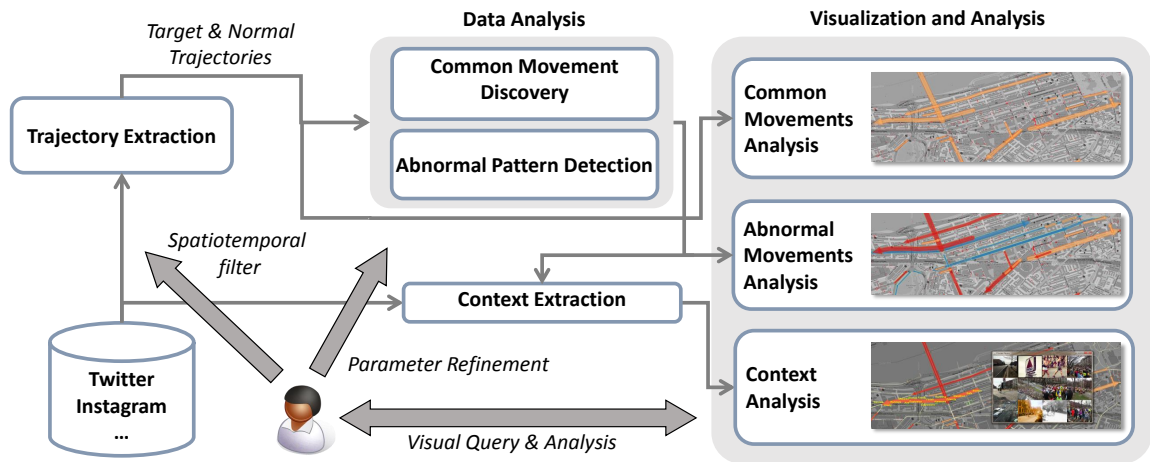 Data Analysis
Visualization and Analysis
Target & Normal
Trajectories
Common Movement
Discovery
Abnormal Pattern Detection
Trajectory Extraction
Common
Movements
Analysis
Spatiotemporal
filter
Abnormal
Movements
Analysis
Context Extraction
Parameter Refinement
Twitter
Instagram
...
Context
Analysis
Visual Query & Analysis